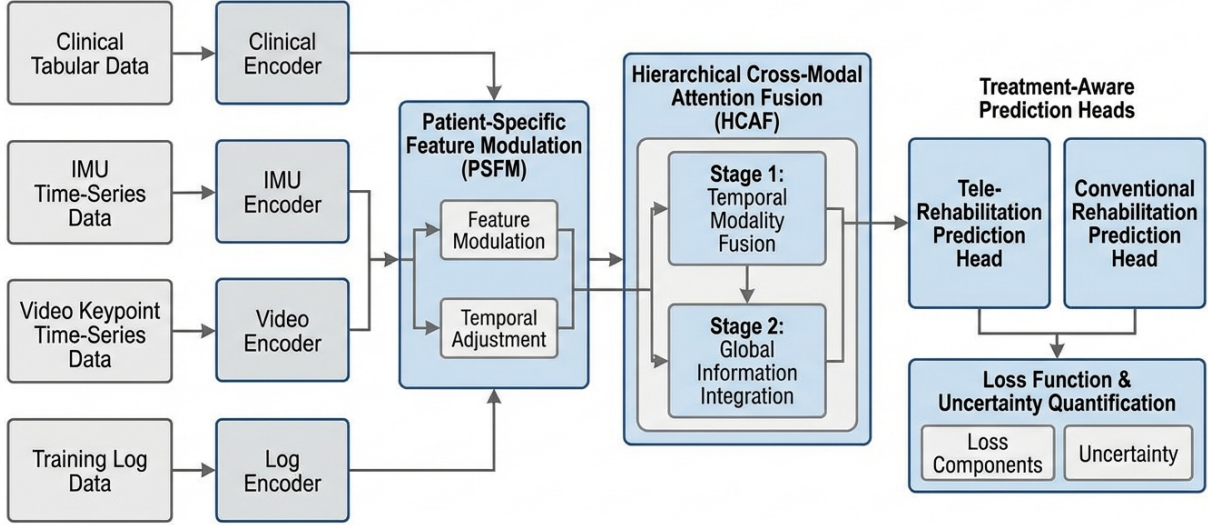 Clinical
Tabular Data
Clinical
Encoder
IMU
Time-Series
Data
IMU
Encoder
Video Keypoint
Time-Series
Data
Video
Encoder
Training Log
Data
Log
Encoder
Patient-Specific
Feature Modulation
(PSFM)
Feature
Modulation
Temporal
Adjustment
Hierarchical Cross-Modal
Attention Fusion
(HCAF)
Stage 1:
Temporal
Modality
Fusion
Stage 2:
Global
Information
Integration
Treatment-Aware
Prediction Heads
Tele-
Rehabilitation
Prediction
Head
Conventional
Rehabilitation
Prediction
Head
Loss Function &
Uncertainty Quantification
Loss
Components
Uncertainty